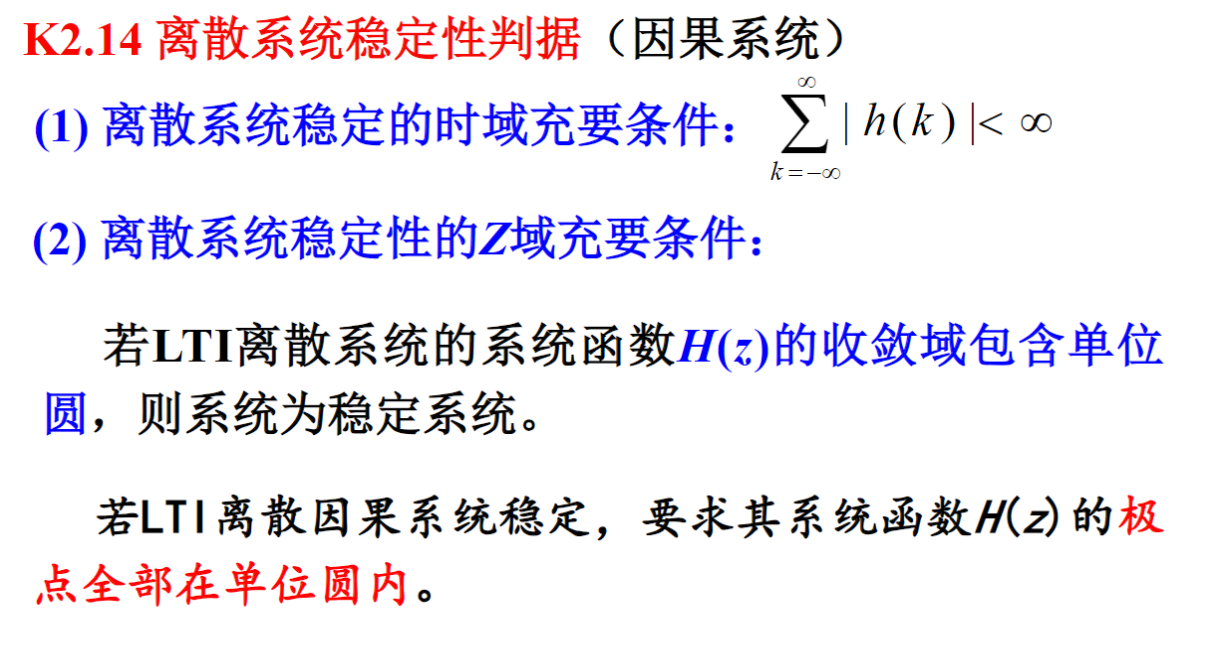 K2.14 离散系统稳定性判据（因果系统）
(1) 离散系统稳定的时域充要条件： $\sum_{k=-\infty}^{\infty} | h(k) | < \infty$
(2) 离散系统稳定性的Z域充要条件：
若LTI离散系统的系统函数H(z)的收敛域包含单位
圆，则系统为稳定系统。
若LTI离散因果系统稳定，要求其系统函数H(z)的极
点全部在单位圆内。